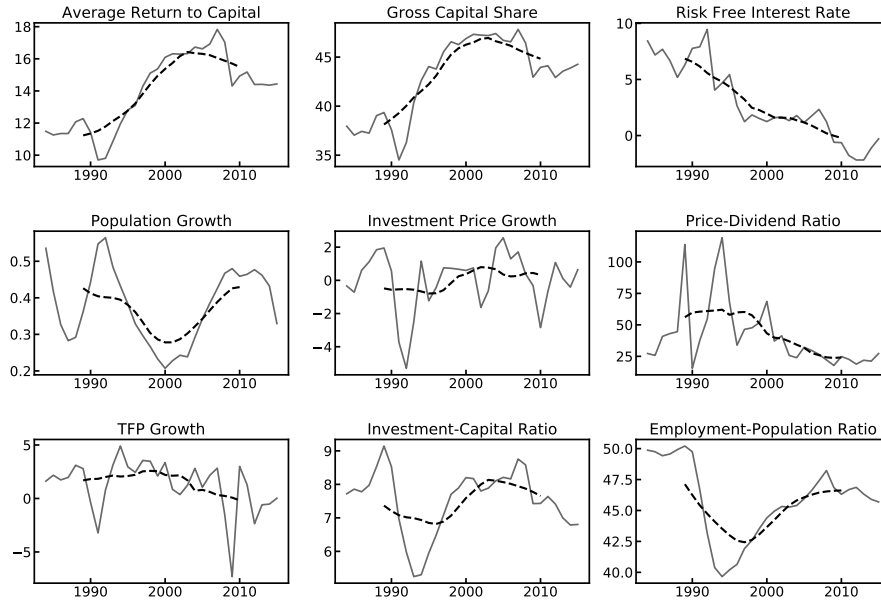 Average Return to Capital
18
16
14
12
10
1990 2000 2010
Gross Capital Share
45
40
35
1990 2000 2010
Risk Free Interest Rate
10
5
0
1990 2000 2010
Population Growth
0.5
0.4
0.3
0.2
1990 2000 2010
Investment Price Growth
2
0
−2
−4
1990 2000 2010
Price-Dividend Ratio
100
75
50
25
1990 2000 2010
TFP Growth
5
0
−5
1990 2000 2010
Investment-Capital Ratio
9
8
7
6
1990 2000 2010
Employment-Population Ratio
50.0
47.5
45.0
42.5
40.0
1990 2000 2010